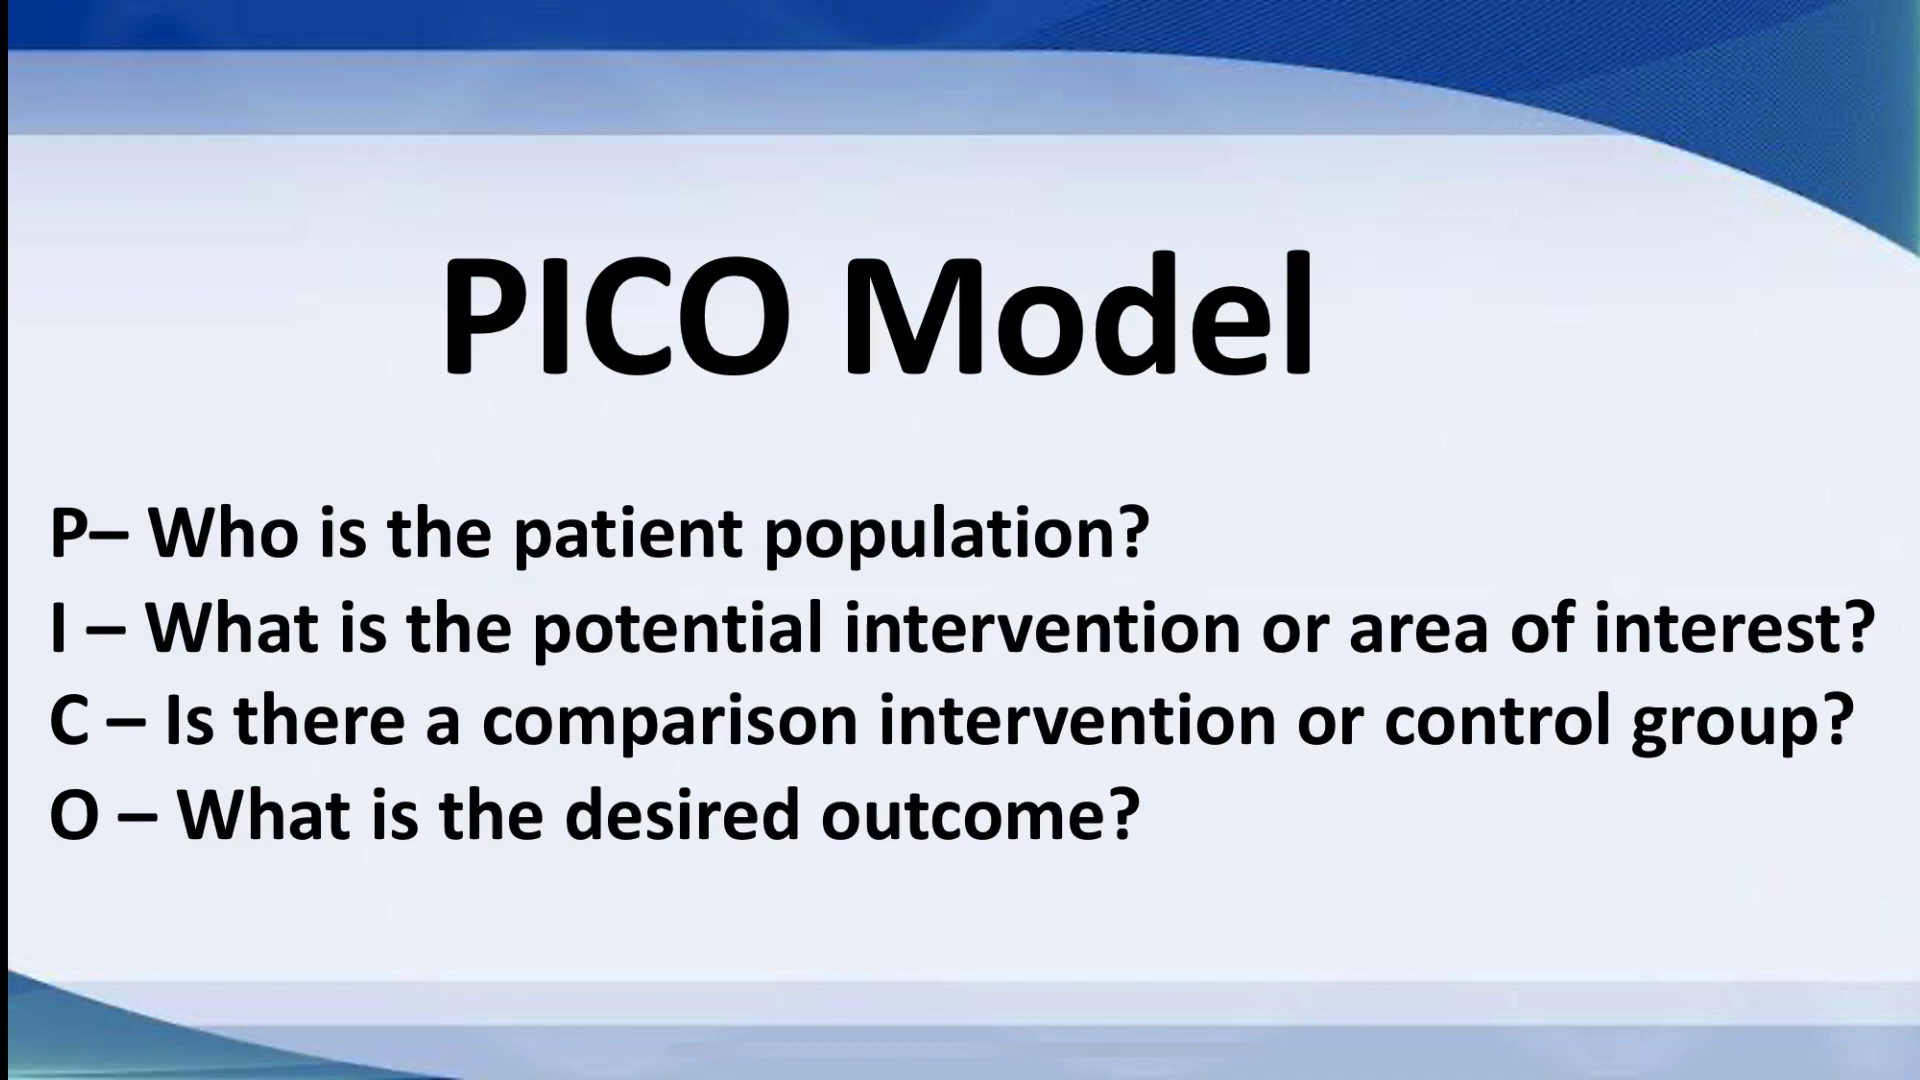 PICO Model
P– Who is the patient population?
I – What is the potential intervention or area of interest?
C – Is there a comparison intervention or control group?
O – What is the desired outcome?